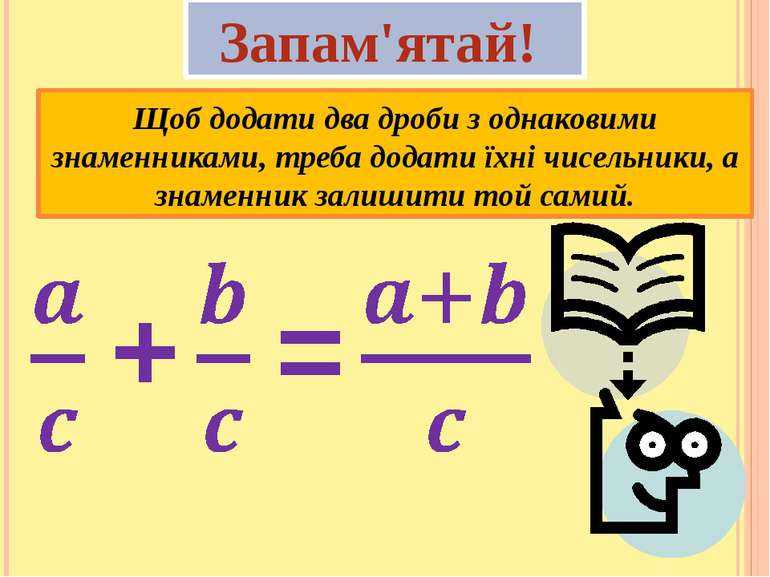 Запам'ятай!
Щоб додати два дроби з однаковими
знаменниками, треба додати їхні чисельники, а
знаменник залишити той самий.
a/c + b/c = a+b/c